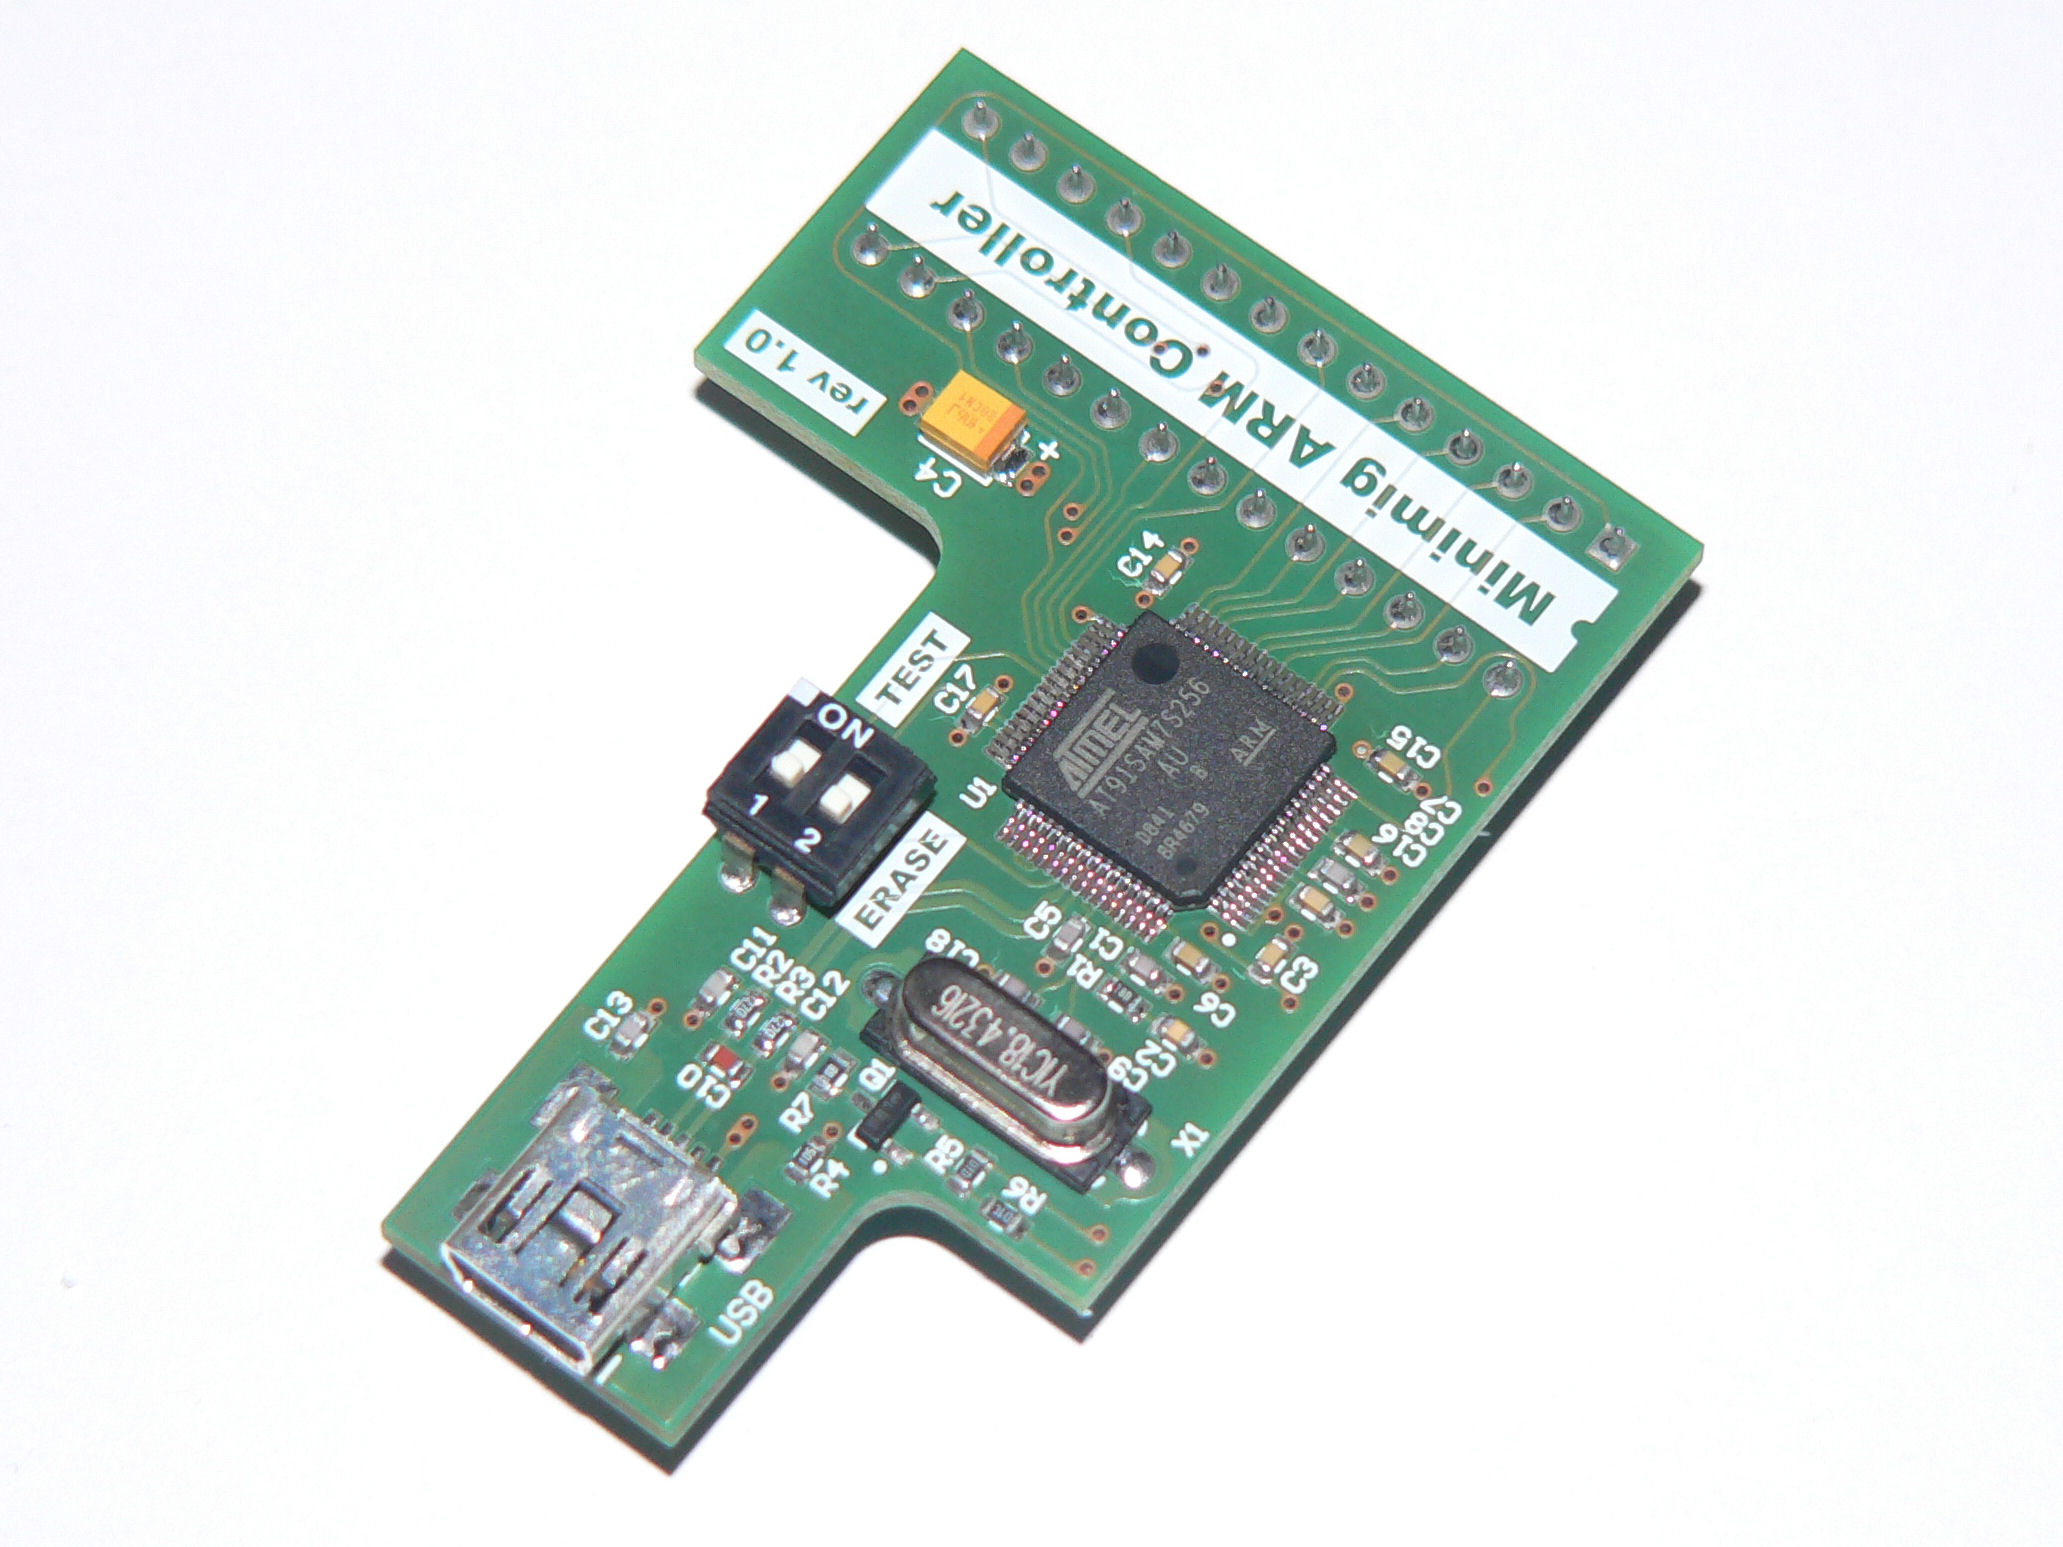 Minimig ARM Controller
rev 1.0
C4
+
C14
TEST
C17
ON
1 2
ERASE
U1
ATMEL
AT91SAM7S256
AU
B
ARM
D841
C15
C7
C8
C16
C5
C1
R1
C6
C3
C18
YIC18.43216
C2
C9
X1
C11
R2
R3
C12
C13
C10
R7
Q1
R4
R5
R6
USB